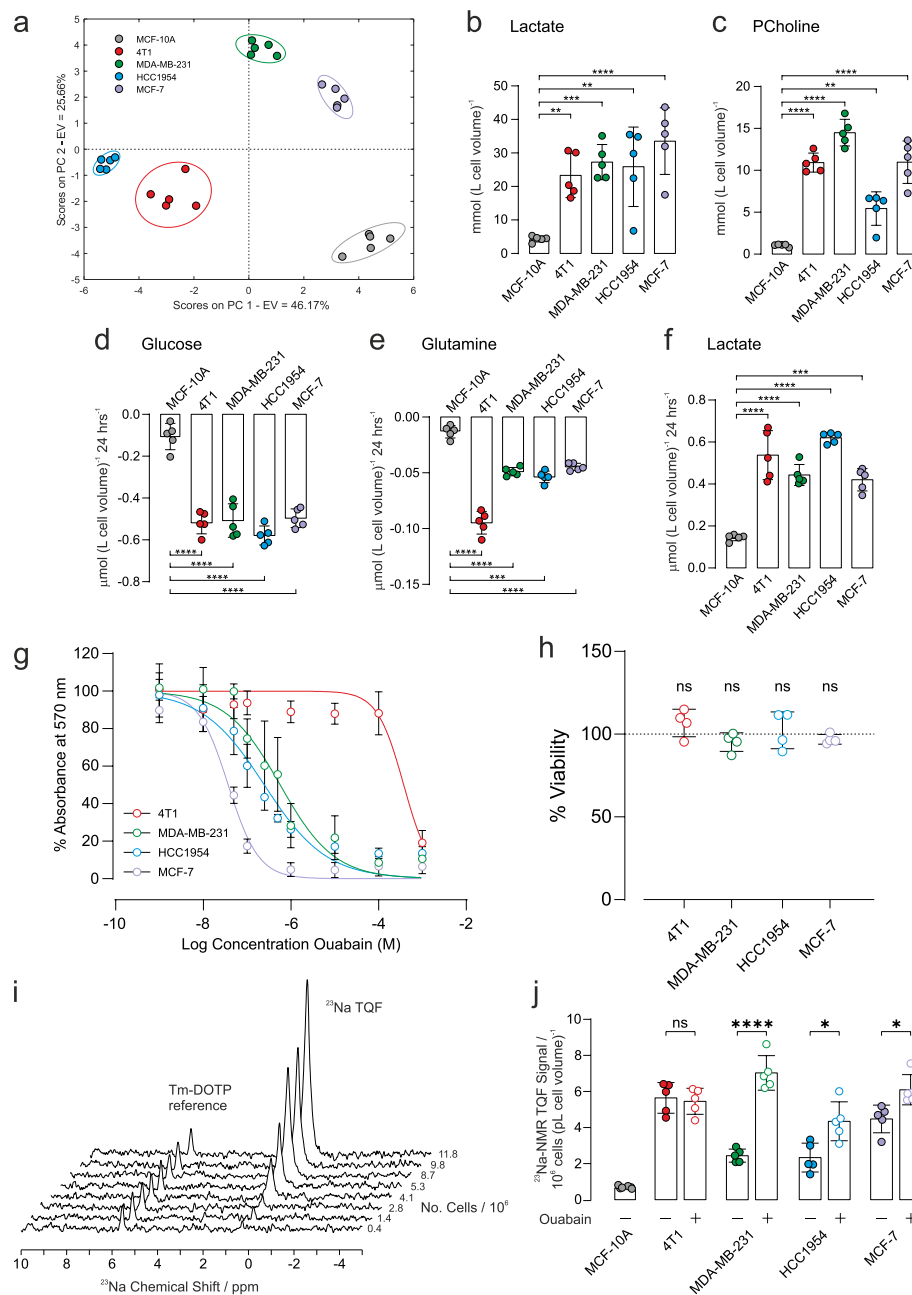 a
MCF-10A
4T1
MDA-MB-231
HCC1954
MCF-7
Scores on PC 2 - EV = 25.66%
5
4
3
2
1
0
-1
-2
-3
-4
-5
-6 -4 -2 0 2 4 6
Scores on PC 1 - EV = 46.17%
b Lactate
****
**
***
**
mmol (L cell volume)⁻¹
50
40
30
20
10
0
MCF-10A 4T1 MDA-MB-231 HCC1954 MCF-7
c PCholine
****
**
****
****
mmol (L cell volume)⁻¹
20
15
10
5
0
MCF-10A 4T1 MDA-MB-231 HCC1954 MCF-7
d Glucose
MCF-10A 4T1 MDA-MB-231 HCC1954 MCF-7
µmol (L cell volume)⁻¹ 24 hrs⁻¹
0.0
-0.2
-0.4
-0.6
-0.8
****
****
****
****
e Glutamine
MCF-10A 4T1 MDA-MB-231 HCC1954 MCF-7
µmol (L cell volume)⁻¹ 24 hrs⁻¹
0.00
-0.05
-0.10
-0.15
****
****
***
****
f Lactate
***
****
****
****
µmol (L cell volume)⁻¹ 24 hrs⁻¹
0.8
0.6
0.4
0.2
0.0
MCF-10A 4T1 MDA-MB-231 HCC1954 MCF-7
g
% Absorbance at 570 nm
120
100
80
60
40
20
0
4T1
MDA-MB-231
HCC1954
MCF-7
-10 -8 -6 -4 -2
Log Concentration Ouabain (M)
h
% Viability
150
100
50
0
ns ns ns ns
4T1 MDA-MB-231 HCC1954 MCF-7
i
²³Na TQF
Tm-DOTP
reference
11.8
9.8
8.7
5.3
4.1
2.8
1.4
0.4
No. Cells / 10⁶
10 8 6 4 2 0 -2 -4
²³Na Chemical Shift / ppm
j
²³Na-NMR TQF Signal /
10⁶ cells (pL cell volume)⁻¹
10
8
6
4
2
0
ns **** * *
Ouabain − − + − + − + − +
MCF-10A 4T1 MDA-MB-231 HCC1954 MCF-7